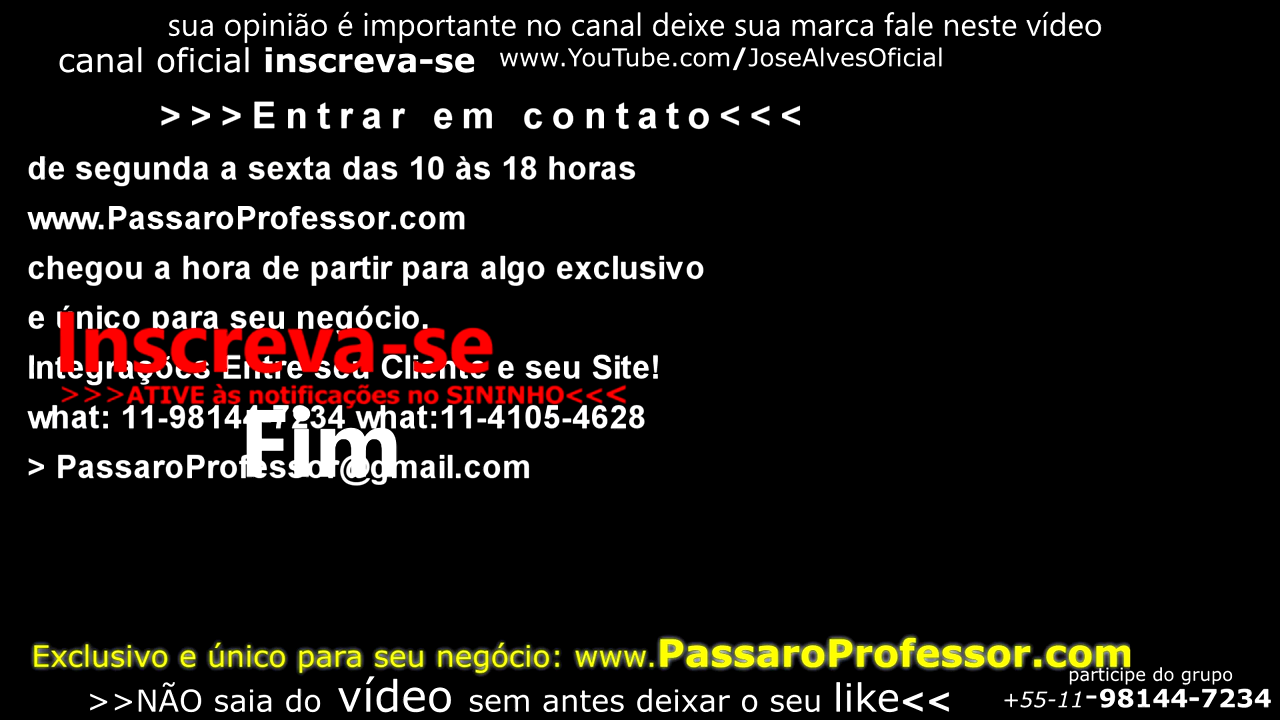 sua opinião é importante no canal deixe sua marca fale neste vídeo
canal oficial inscreva-se www.YouTube.com/JoseAlvesOficial
>>>Entrar em contato<<<
de segunda a sexta das 10 às 18 horas
www.PassaroProfessor.com
chegou a hora de partir para algo exclusivo
e único para seu negócio.
Inscreva-se
Integrações Entre seu Cliente e seu Site!
>>>ATIVE às notificações no SININHO<<<
what: 11-98144-7234 what:11-4105-4628
Fim
> PassaroProfessor@gmail.com
Exclusivo e único para seu negócio: www.PassaroProfessor.com
participe do grupo
>>NÃO saia do vídeo sem antes deixar o seu like<<
+55-11-98144-7234